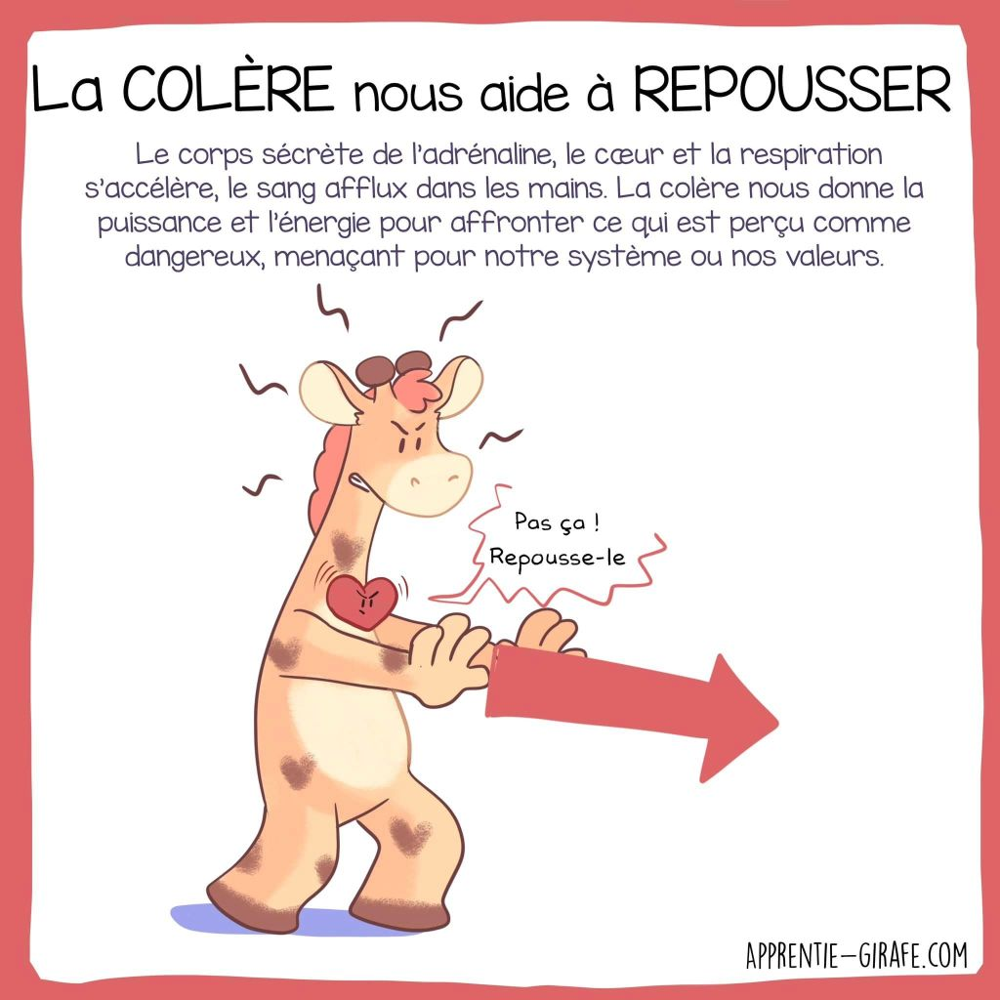 La COLÈRE nous aide à REPOUSSER
Le corps sécrète de l'adrénaline, le cœur et la respiration
s'accélère, le sang afflux dans les mains. La colère nous donne la
puissance et l'énergie pour affronter ce qui est perçu comme
dangereux, menaçant pour notre système ou nos valeurs.
Pas ça !
Repousse-le
APPRENTIE-GIRAFE.COM